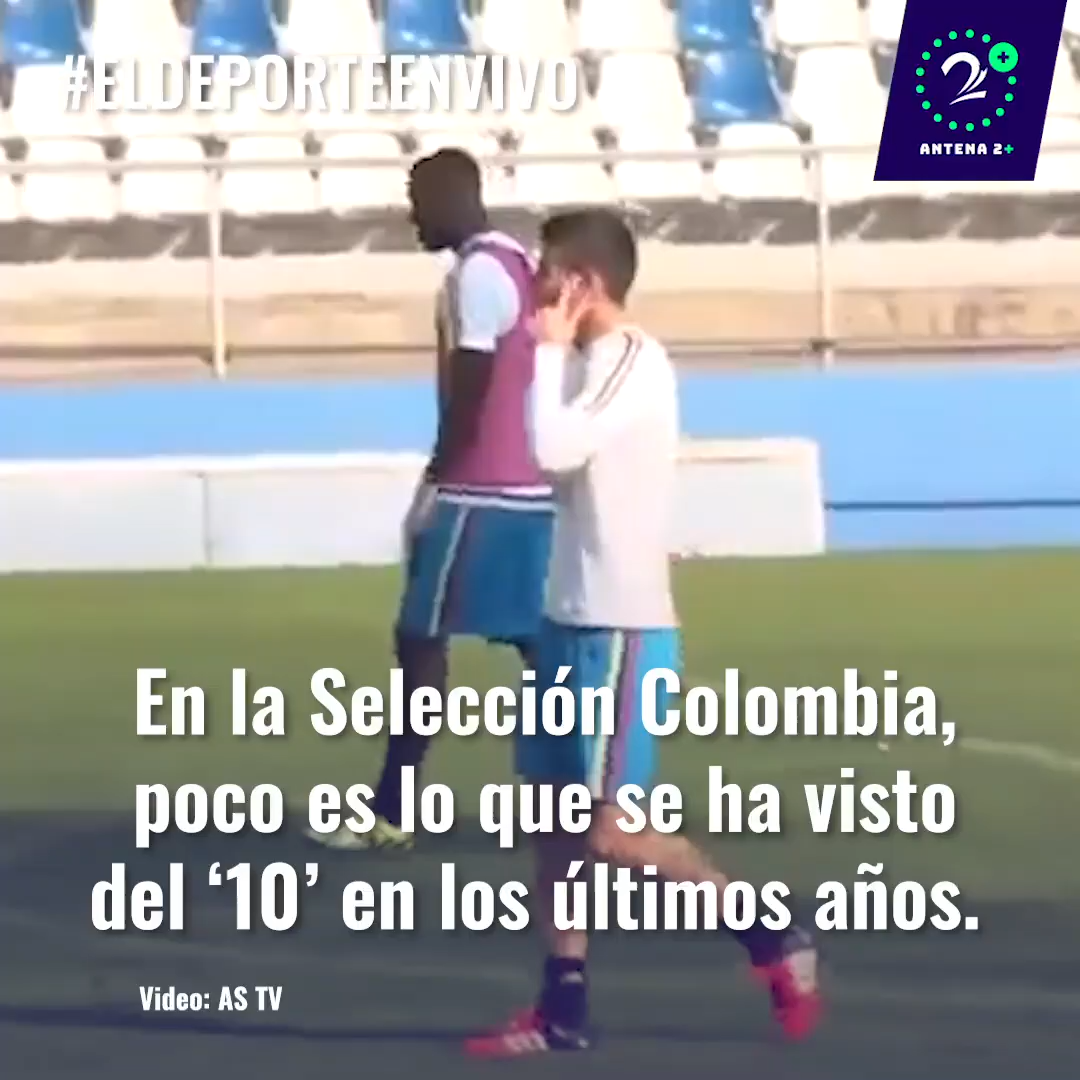 #ELDEPORTEENVIVO
2+
ANTENA 2+
En la Selección Colombia,
poco es lo que se ha visto
del ‘10’ en los últimos años.
Video: AS TV